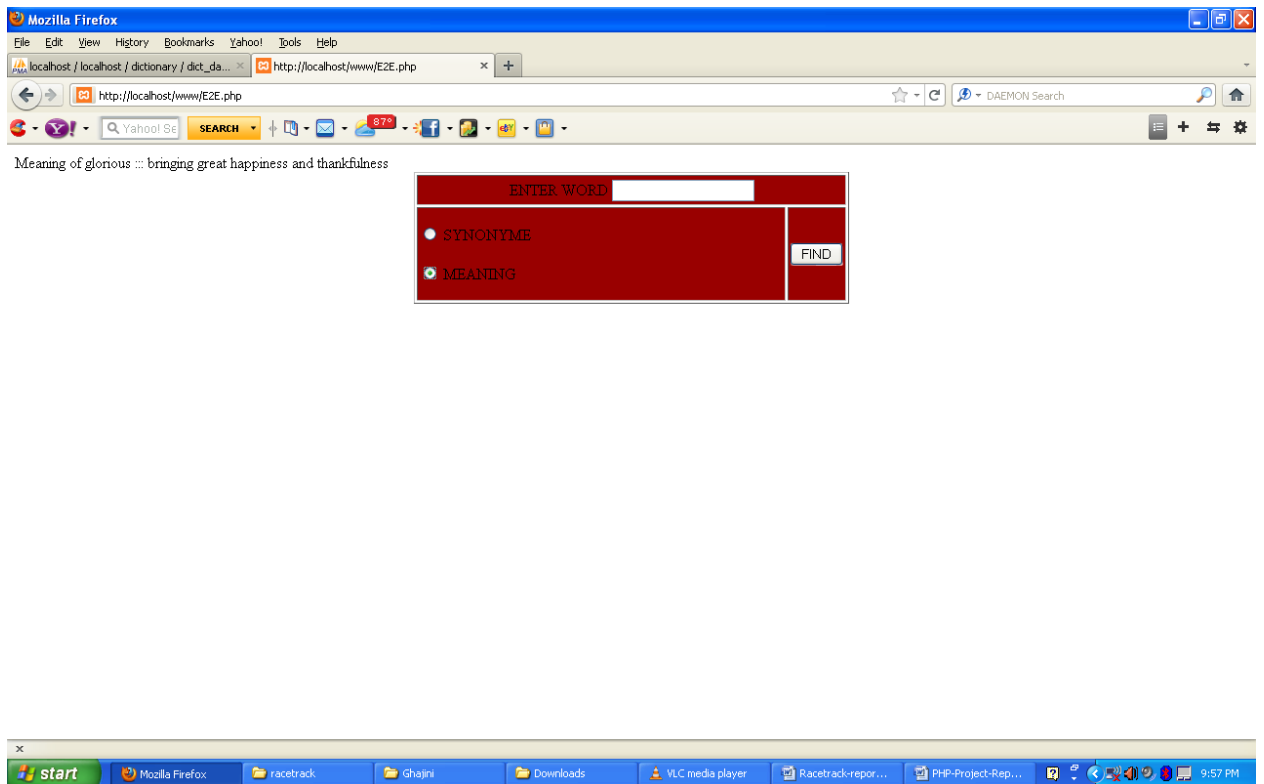 Mozilla Firefox
File Edit View History Bookmarks Yahoo! Tools Help
localhost / localhost / dictionary / dict_da... http://localhost/www/E2E.php
http://localhost/www/E2E.php DAEMON Search
Yahoo! Se SEARCH 87°
Meaning of glorious ::: bringing great happiness and thankfulness
ENTER WORD
SYNONYME
FIND
MEANING
start Mozilla Firefox racetrack Ghajini Downloads VLC media player Racetrack-repor... PHP-Project-Rep... 9:57 PM